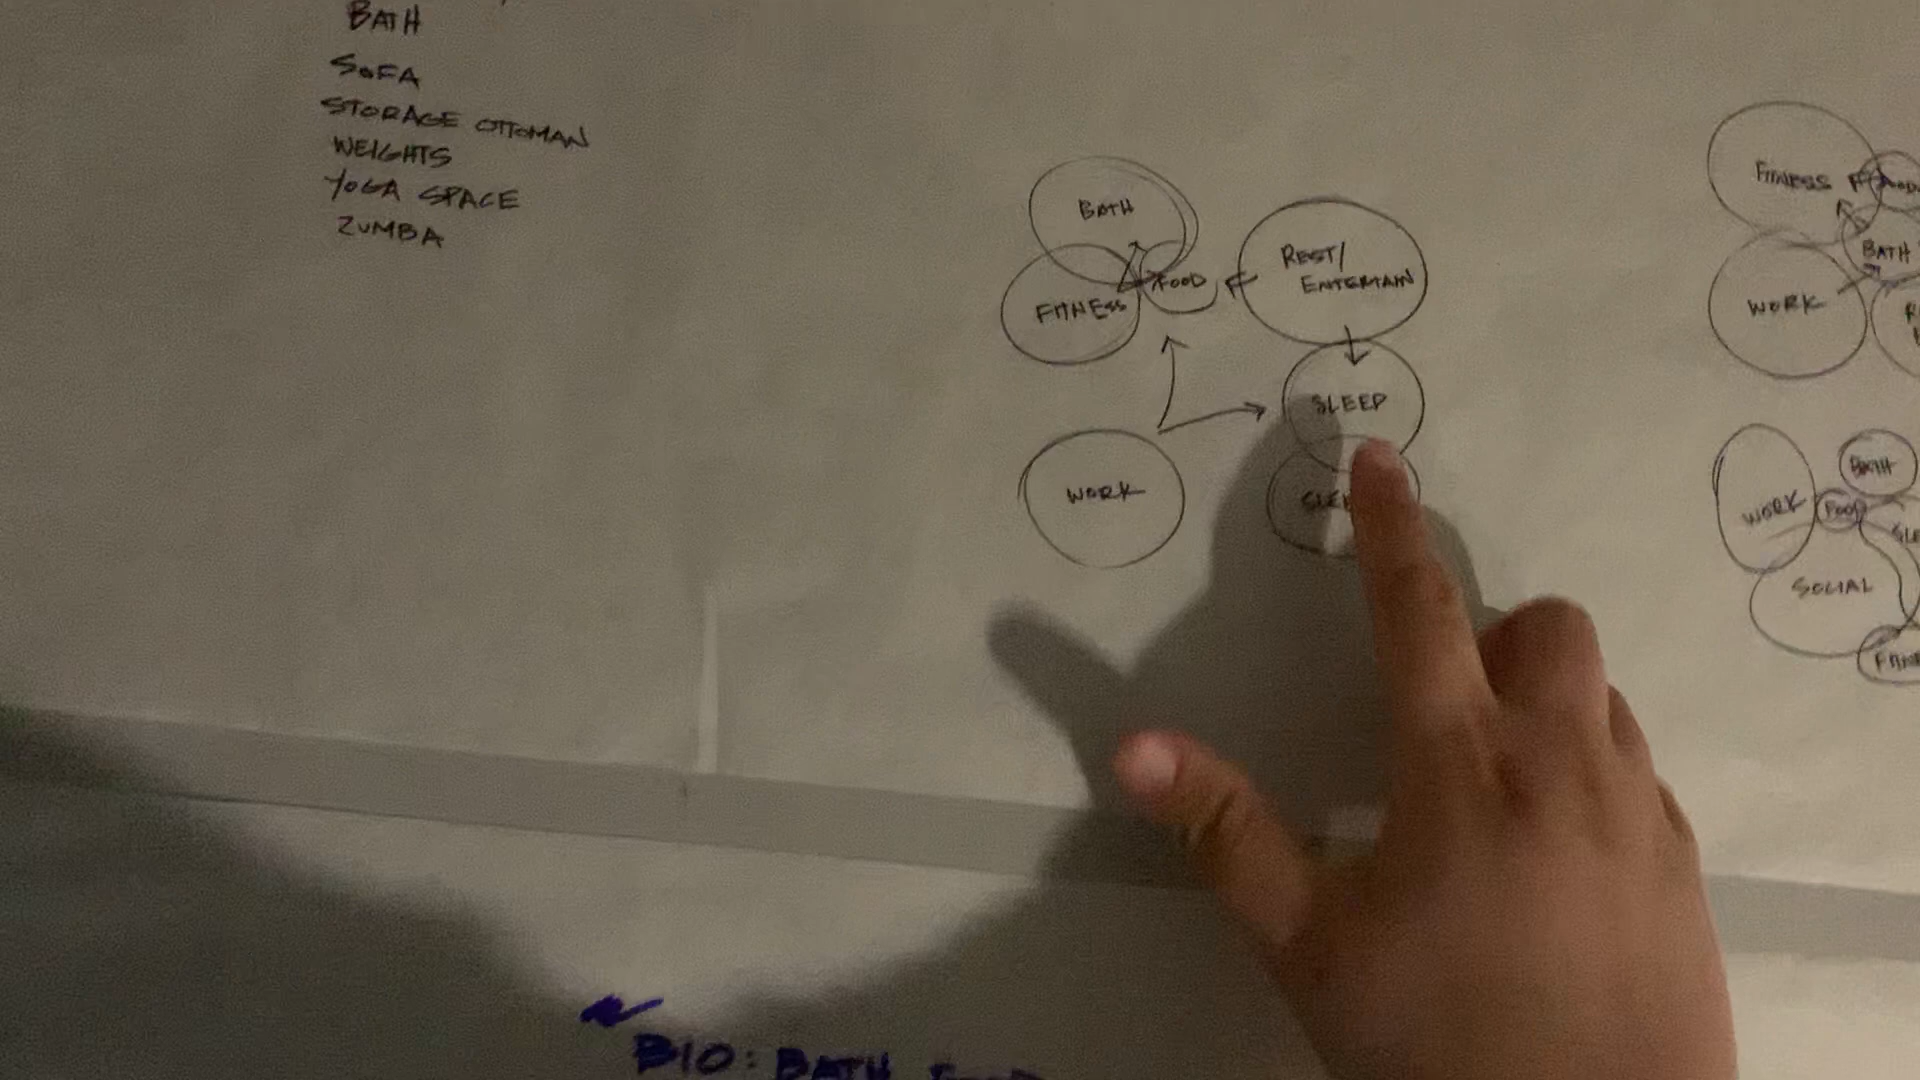 BATH
SOFA
STORAGE OTTOMAN
WEIGHTS
YOGA SPACE
ZUMBA
BATH
FOOD
FITNESS
REST/
ENTERTAIN
SLEEP
WORK
FITNESS
BATH
WORK
WORK
BATH
FOOD
SOCIAL
BIO: BATH